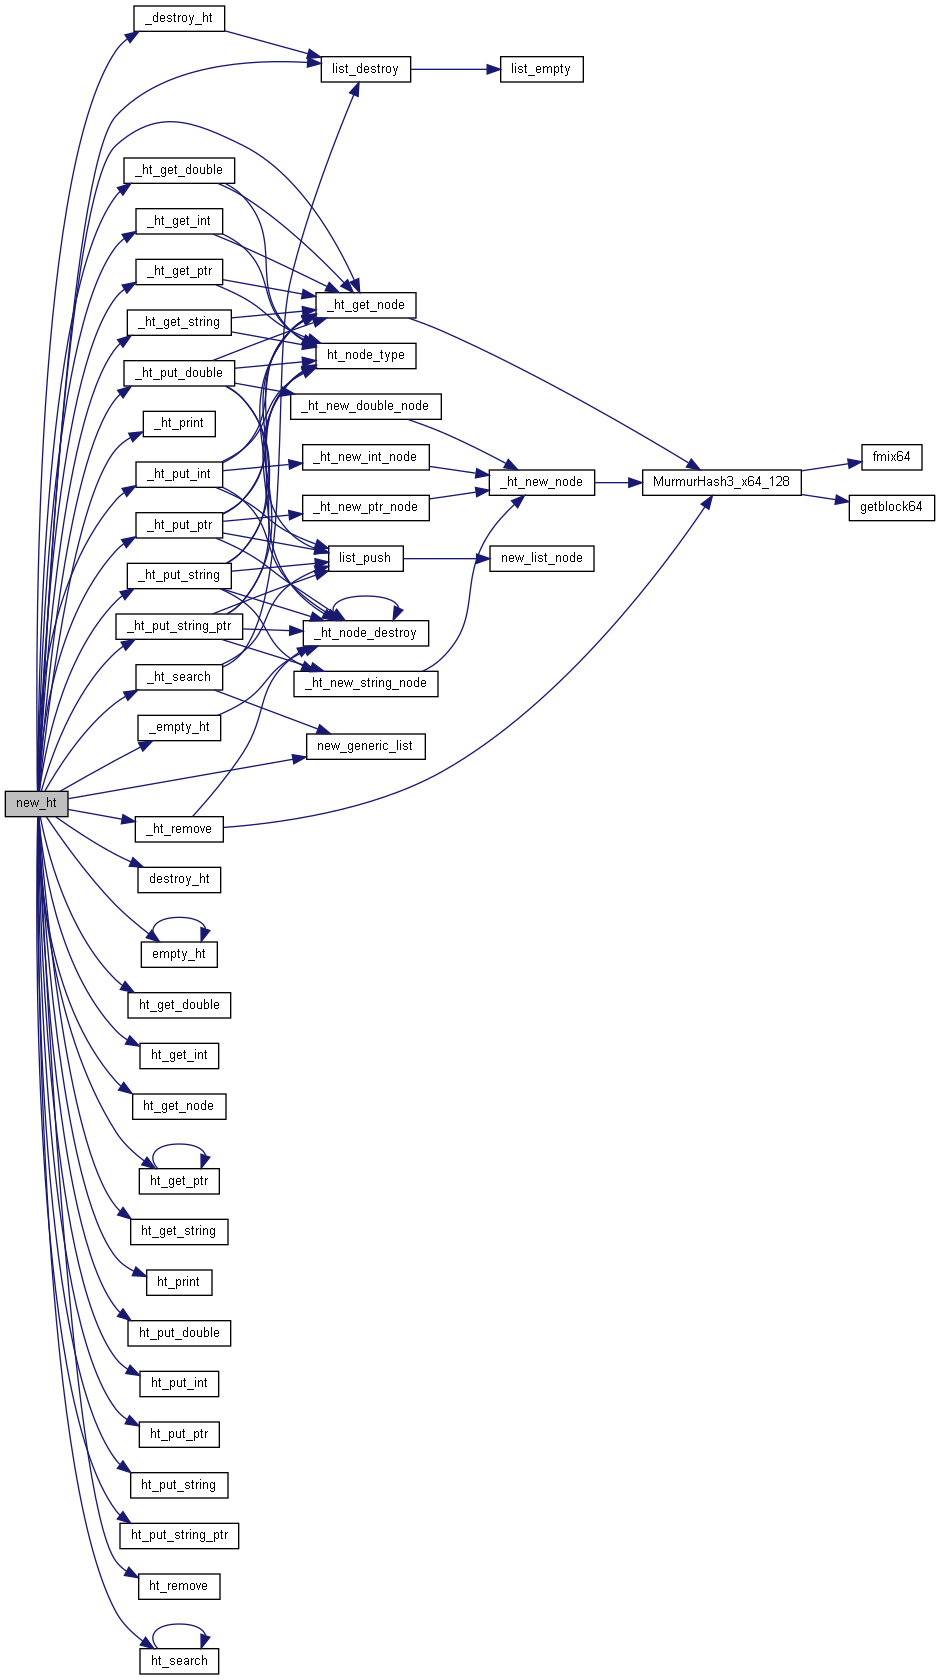 _destroy_ht
list_destroy
list_empty
_ht_get_double
_ht_get_int
_ht_get_ptr
_ht_get_node
_ht_get_string
ht_node_type
_ht_put_double
_ht_new_double_node
_ht_print
_ht_new_int_node
fmix64
_ht_put_int
_ht_new_node
MurmurHash3_x64_128
_ht_new_ptr_node
getblock64
_ht_put_ptr
list_push
new_list_node
_ht_put_string
_ht_put_string_ptr
_ht_node_destroy
_ht_search
_ht_new_string_node
_empty_ht
new_generic_list
new_ht
_ht_remove
destroy_ht
empty_ht
ht_get_double
ht_get_int
ht_get_node
ht_get_ptr
ht_get_string
ht_print
ht_put_double
ht_put_int
ht_put_ptr
ht_put_string
ht_put_string_ptr
ht_remove
ht_search